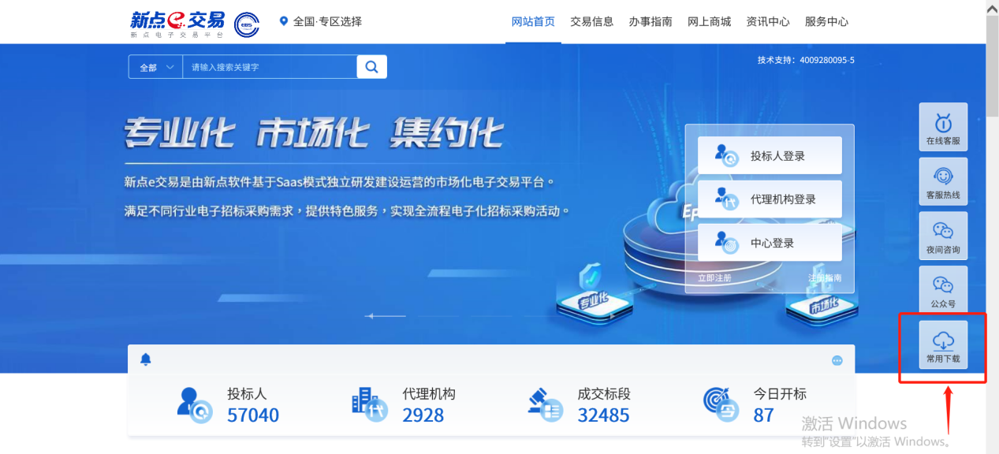 新点e交易
新点电子交易平台
EBS
全国·专区选择
网站首页 交易信息 办事指南 网上商城 资讯中心 服务中心
全部 请输入搜索关键字
技术支持：4009280095-5
专业化 市场化 集约化
新点e交易是由新点软件基于Saas模式独立研发建设运营的市场化电子交易平台。
满足不同行业电子招标采购需求，提供特色服务，实现全流程电子化招标采购活动。
投标人登录
代理机构登录
中心登录
立即注册 注册指南
专业化
市场化
在线客服
客服热线
夜间咨询
公众号
常用下载
投标人
57040
代理机构
2928
成交标段
32485
今日开标
87
激活 Windows
转到"设置"以激活 Windows。